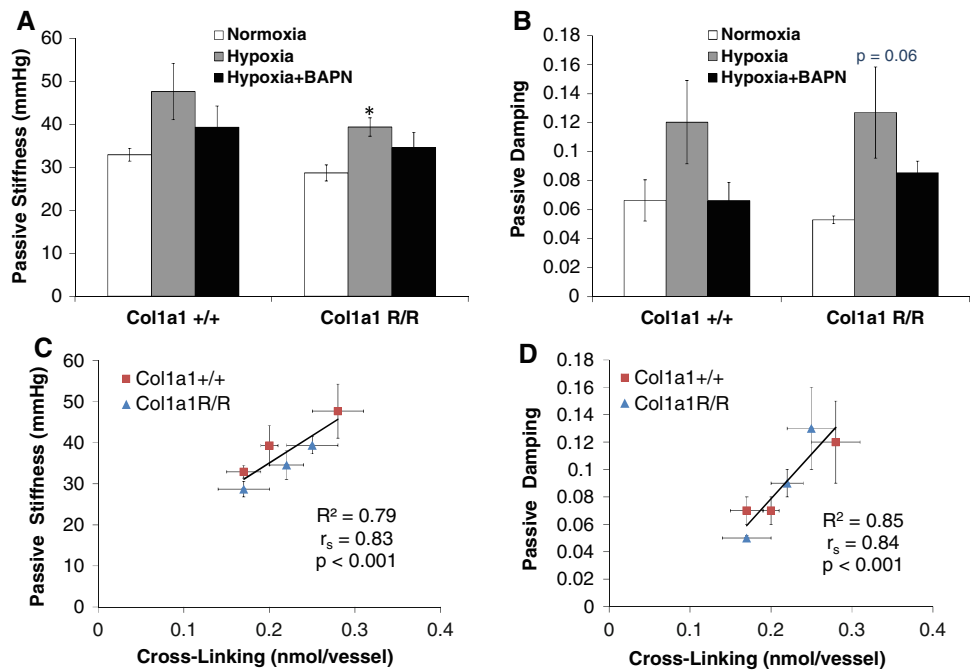 A
Normoxia
Hypoxia
Hypoxia+BAPN
Passive Stiffness (mmHg)
60
50
40
30
20
10
0
*
Col1a1 +/+
Col1a1 R/R
B
Normoxia
Hypoxia
Hypoxia+BAPN
p = 0.06
Passive Damping
0.18
0.16
0.14
0.12
0.1
0.08
0.06
0.04
0.02
0
Col1a1 +/+
Col1a1 R/R
C
Col1a1+/+
Col1a1R/R
Passive Stiffness (mmHg)
60
50
40
30
20
10
0
R² = 0.79
rs = 0.83
p < 0.001
0 0.1 0.2 0.3 0.4
Cross-Linking (nmol/vessel)
D
Col1a1+/+
Col1a1R/R
Passive Damping
0.18
0.16
0.14
0.12
0.1
0.08
0.06
0.04
0.02
0
R² = 0.85
rs = 0.84
p < 0.001
0 0.1 0.2 0.3 0.4
Cross-Linking (nmol/vessel)